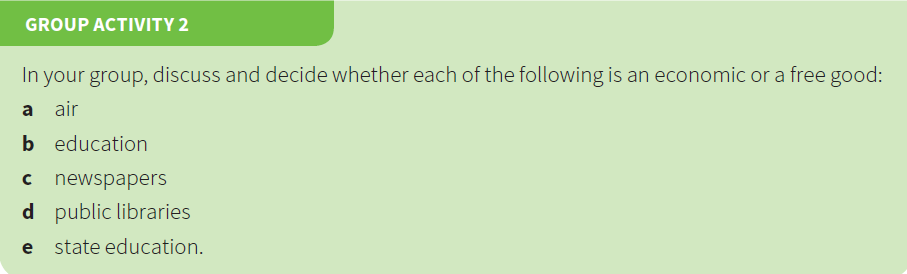 GROUP ACTIVITY 2
In your group, discuss and decide whether each of the following is an economic or a free good:
a air
b education
c newspapers
d public libraries
e state education.